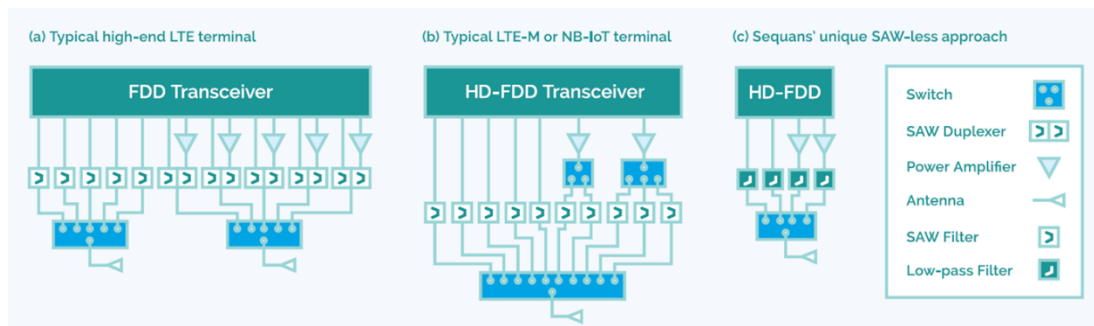 (a) Typical high-end LTE terminal
FDD Transceiver
(b) Typical LTE-M or NB-IoT terminal
HD-FDD Transceiver
(c) Sequans' unique SAW-less approach
HD-FDD
Switch
SAW Duplexer
Power Amplifier
Antenna
SAW Filter
Low-pass Filter